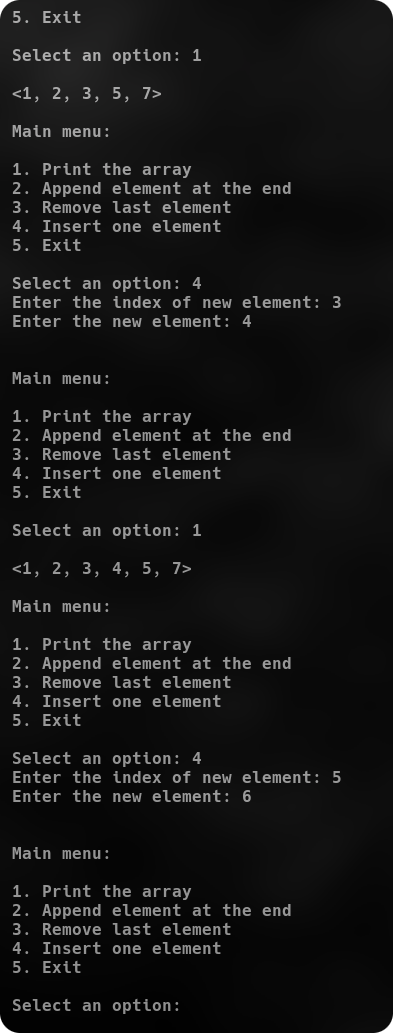 5. Exit
Select an option: 1
<1, 2, 3, 5, 7>
Main menu:
1. Print the array
2. Append element at the end
3. Remove last element
4. Insert one element
5. Exit
Select an option: 4
Enter the index of new element: 3
Enter the new element: 4
Main menu:
1. Print the array
2. Append element at the end
3. Remove last element
4. Insert one element
5. Exit
Select an option: 1
<1, 2, 3, 4, 5, 7>
Main menu:
1. Print the array
2. Append element at the end
3. Remove last element
4. Insert one element
5. Exit
Select an option: 4
Enter the index of new element: 5
Enter the new element: 6
Main menu:
1. Print the array
2. Append element at the end
3. Remove last element
4. Insert one element
5. Exit
Select an option: